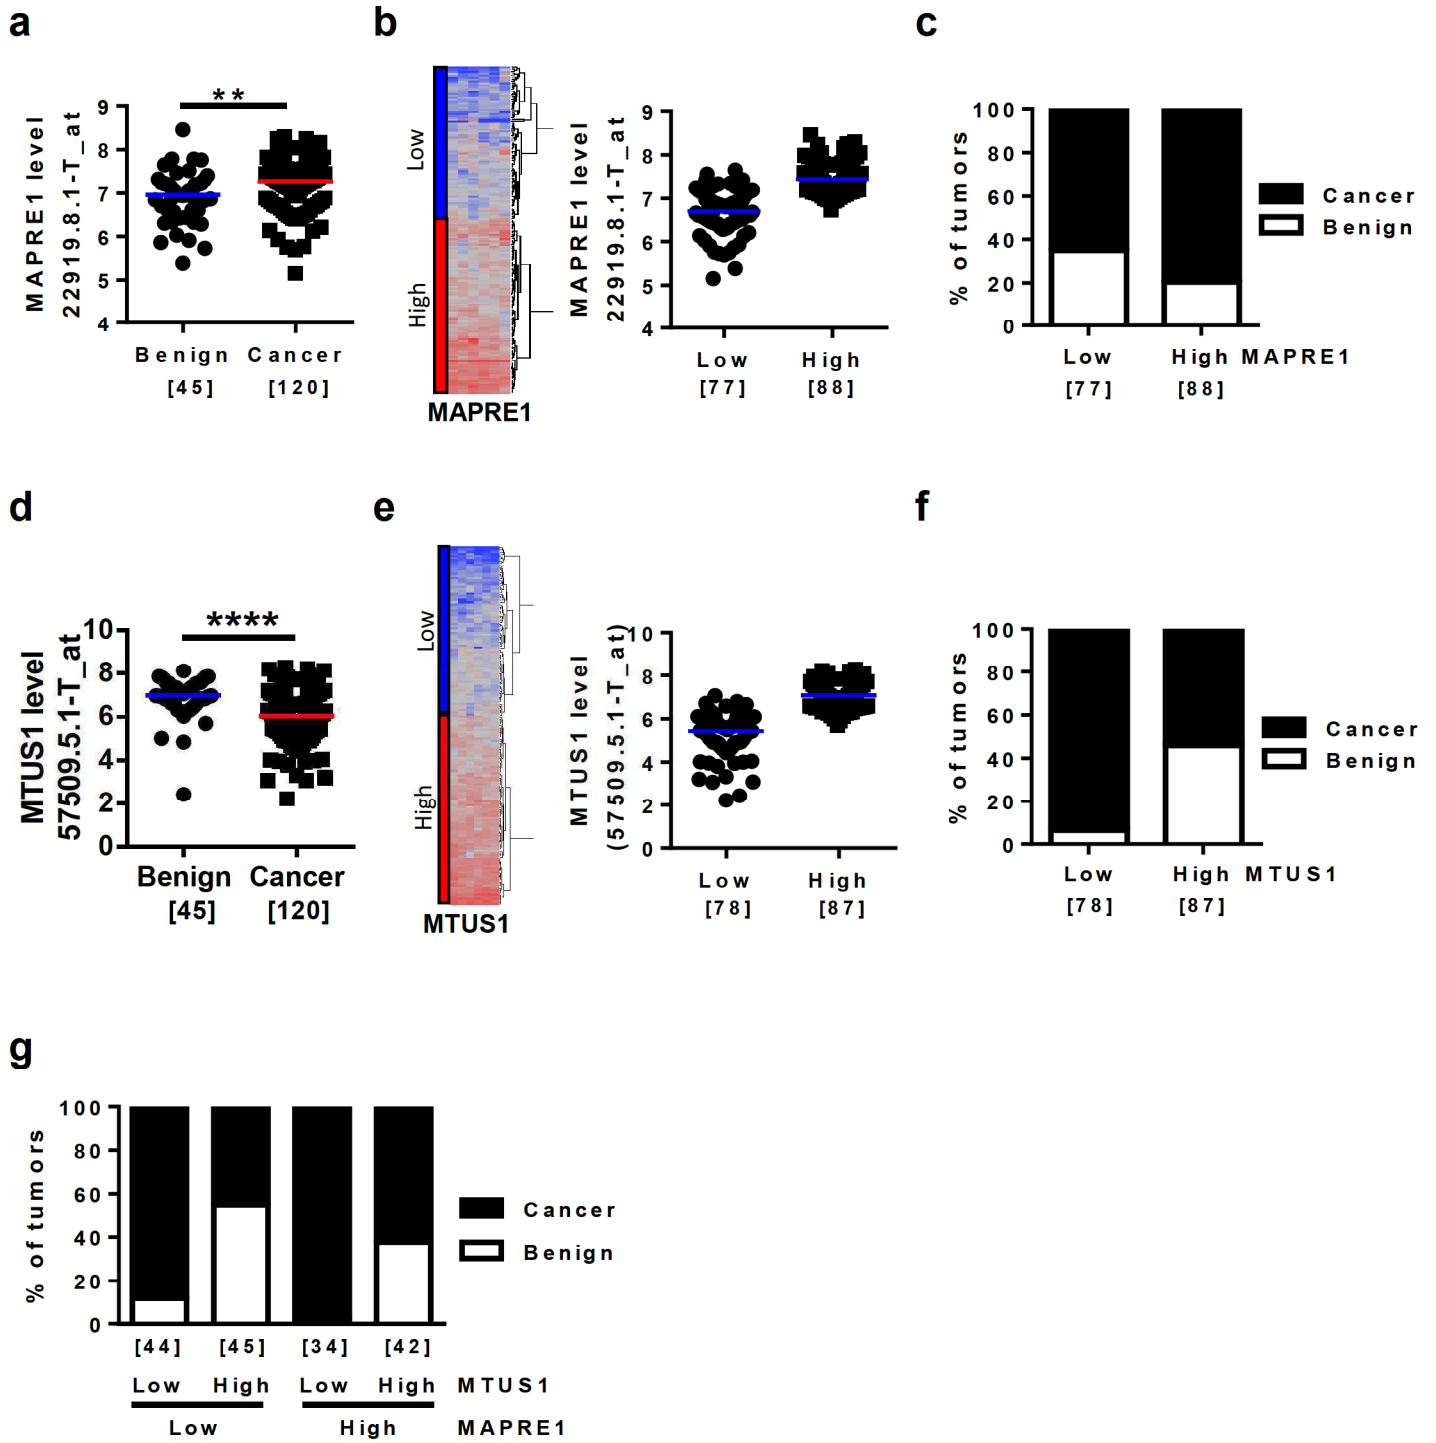 a
MAPRE1 level
22919.8.1-T_at
9
8
7
6
5
4
**
Benign Cancer
[45] [120]
b
Low
High
MAPRE1
MAPRE1 level
22919.8.1-T_at
9
8
7
6
5
4
Low High
[77] [88]
c
% of tumors
100
80
60
40
20
0
Low High MAPRE1
[77] [88]
Cancer
Benign
d
MTUS1 level
57509.5.1-T_at
10
8
6
4
2
0
****
Benign Cancer
[45] [120]
e
Low
High
MTUS1
MTUS1 level
(57509.5.1-T_at)
10
8
6
4
2
0
Low High
[78] [87]
f
% of tumors
100
80
60
40
20
0
Low High MTUS1
[78] [87]
Cancer
Benign
g
% of tumors
100
80
60
40
20
0
Cancer
Benign
[44] [45] [34] [42]
Low High Low High MTUS1
Low High MAPRE1